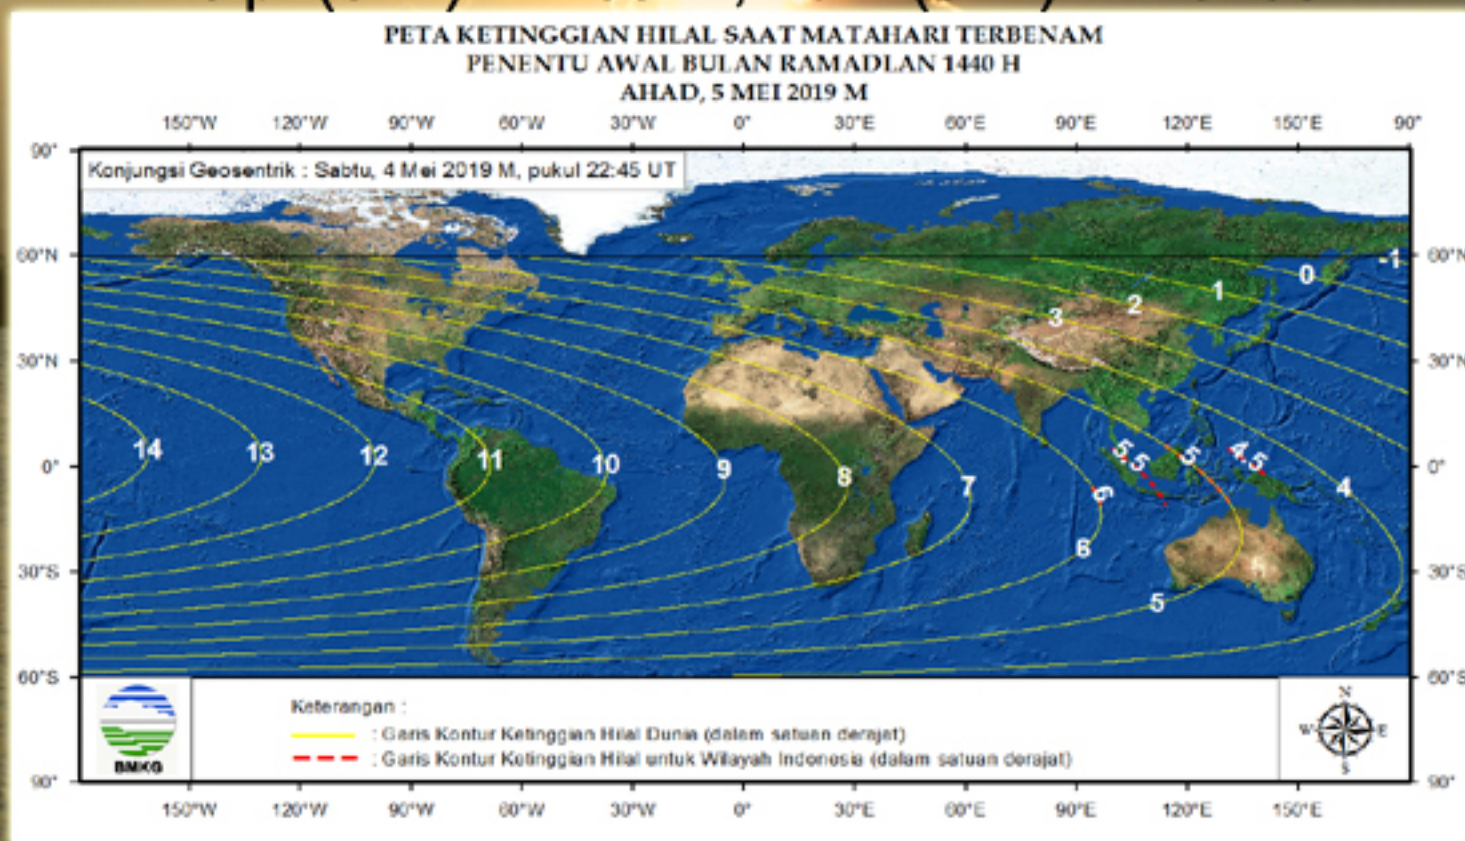 PETA KETINGGIAN HILAL SAAT MATAHARI TERBENAM
PENENTU AWAL BULAN RAMADLAN 1440 H
AHAD, 5 MEI 2019 M
150°W 120°W 90°W 60°W 30°W 0° 30°E 60°E 90°E 120°E 150°E 90°
90° Konjungsi Geosentrik : Sabtu, 4 Mei 2019 M, pukul 22:45 UT
60°N 60°N
-1
0
1
2
3
30°N 30°N
14 13 12 11 10 9 8 7 6 5.5 5 4.5 4
0° 0°
6
30°S 30°S
5
60°S 60°S
Keterangan :
: Garis Kontur Ketinggian Hilal Dunia (dalam satuan derajat)
: Garis Kontur Ketinggian Hilal untuk Wilayah Indonesia (dalam satuan derajat)
BMKG
N
W E
S
90° 90°
150°W 120°W 90°W 60°W 30°W 0° 30°E 60°E 90°E 120°E 150°E